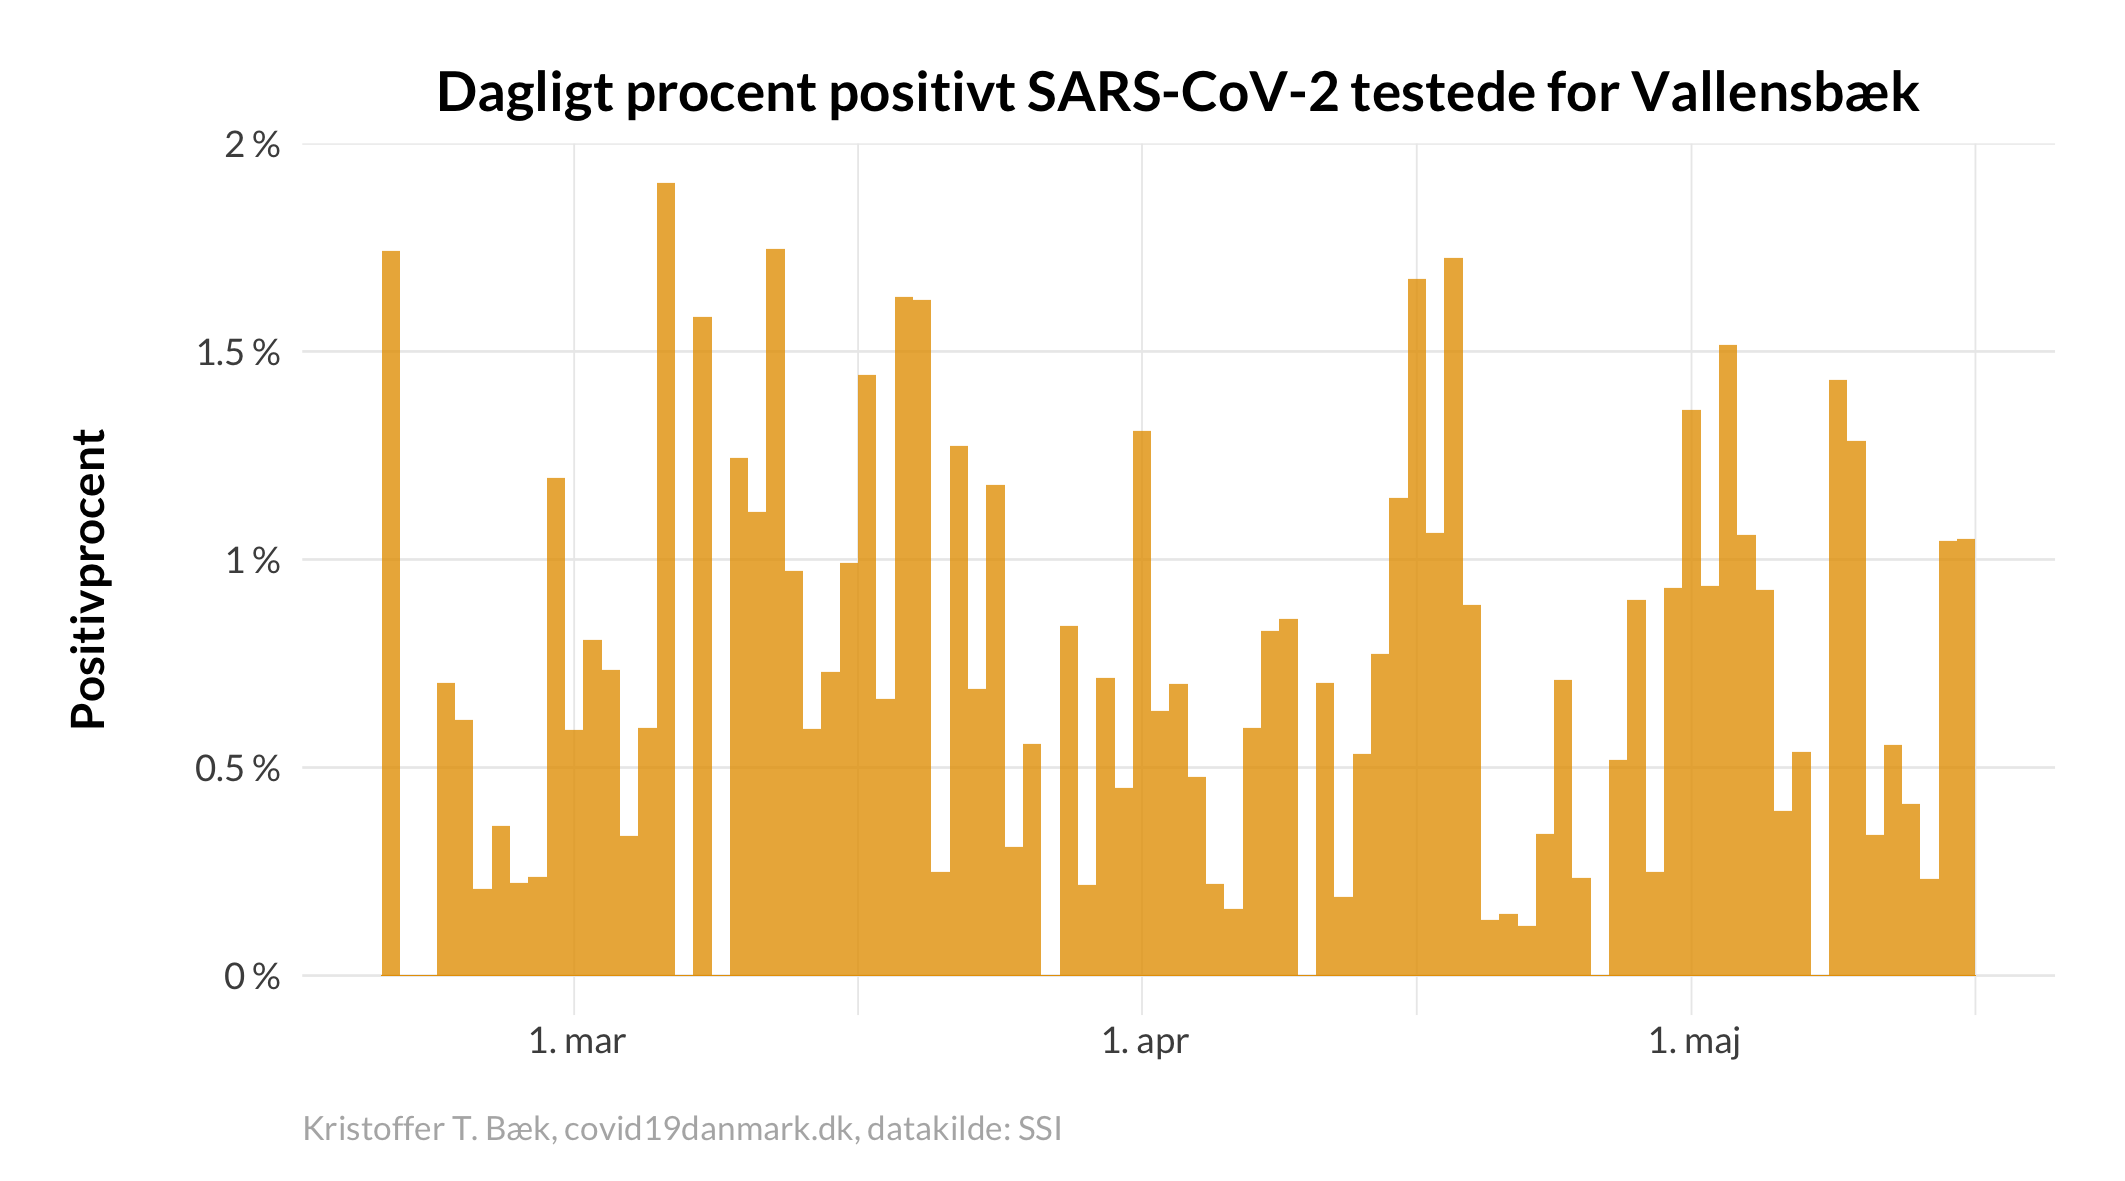 Dagligt procent positivt SARS-CoV-2 testede for Vallensbæk
Positivprocent
2 %
1.5 %
1 %
0.5 %
0 %
1. mar
1. apr
1. maj
Kristoffer T. Bæk, covid19danmark.dk, datakilde: SSI